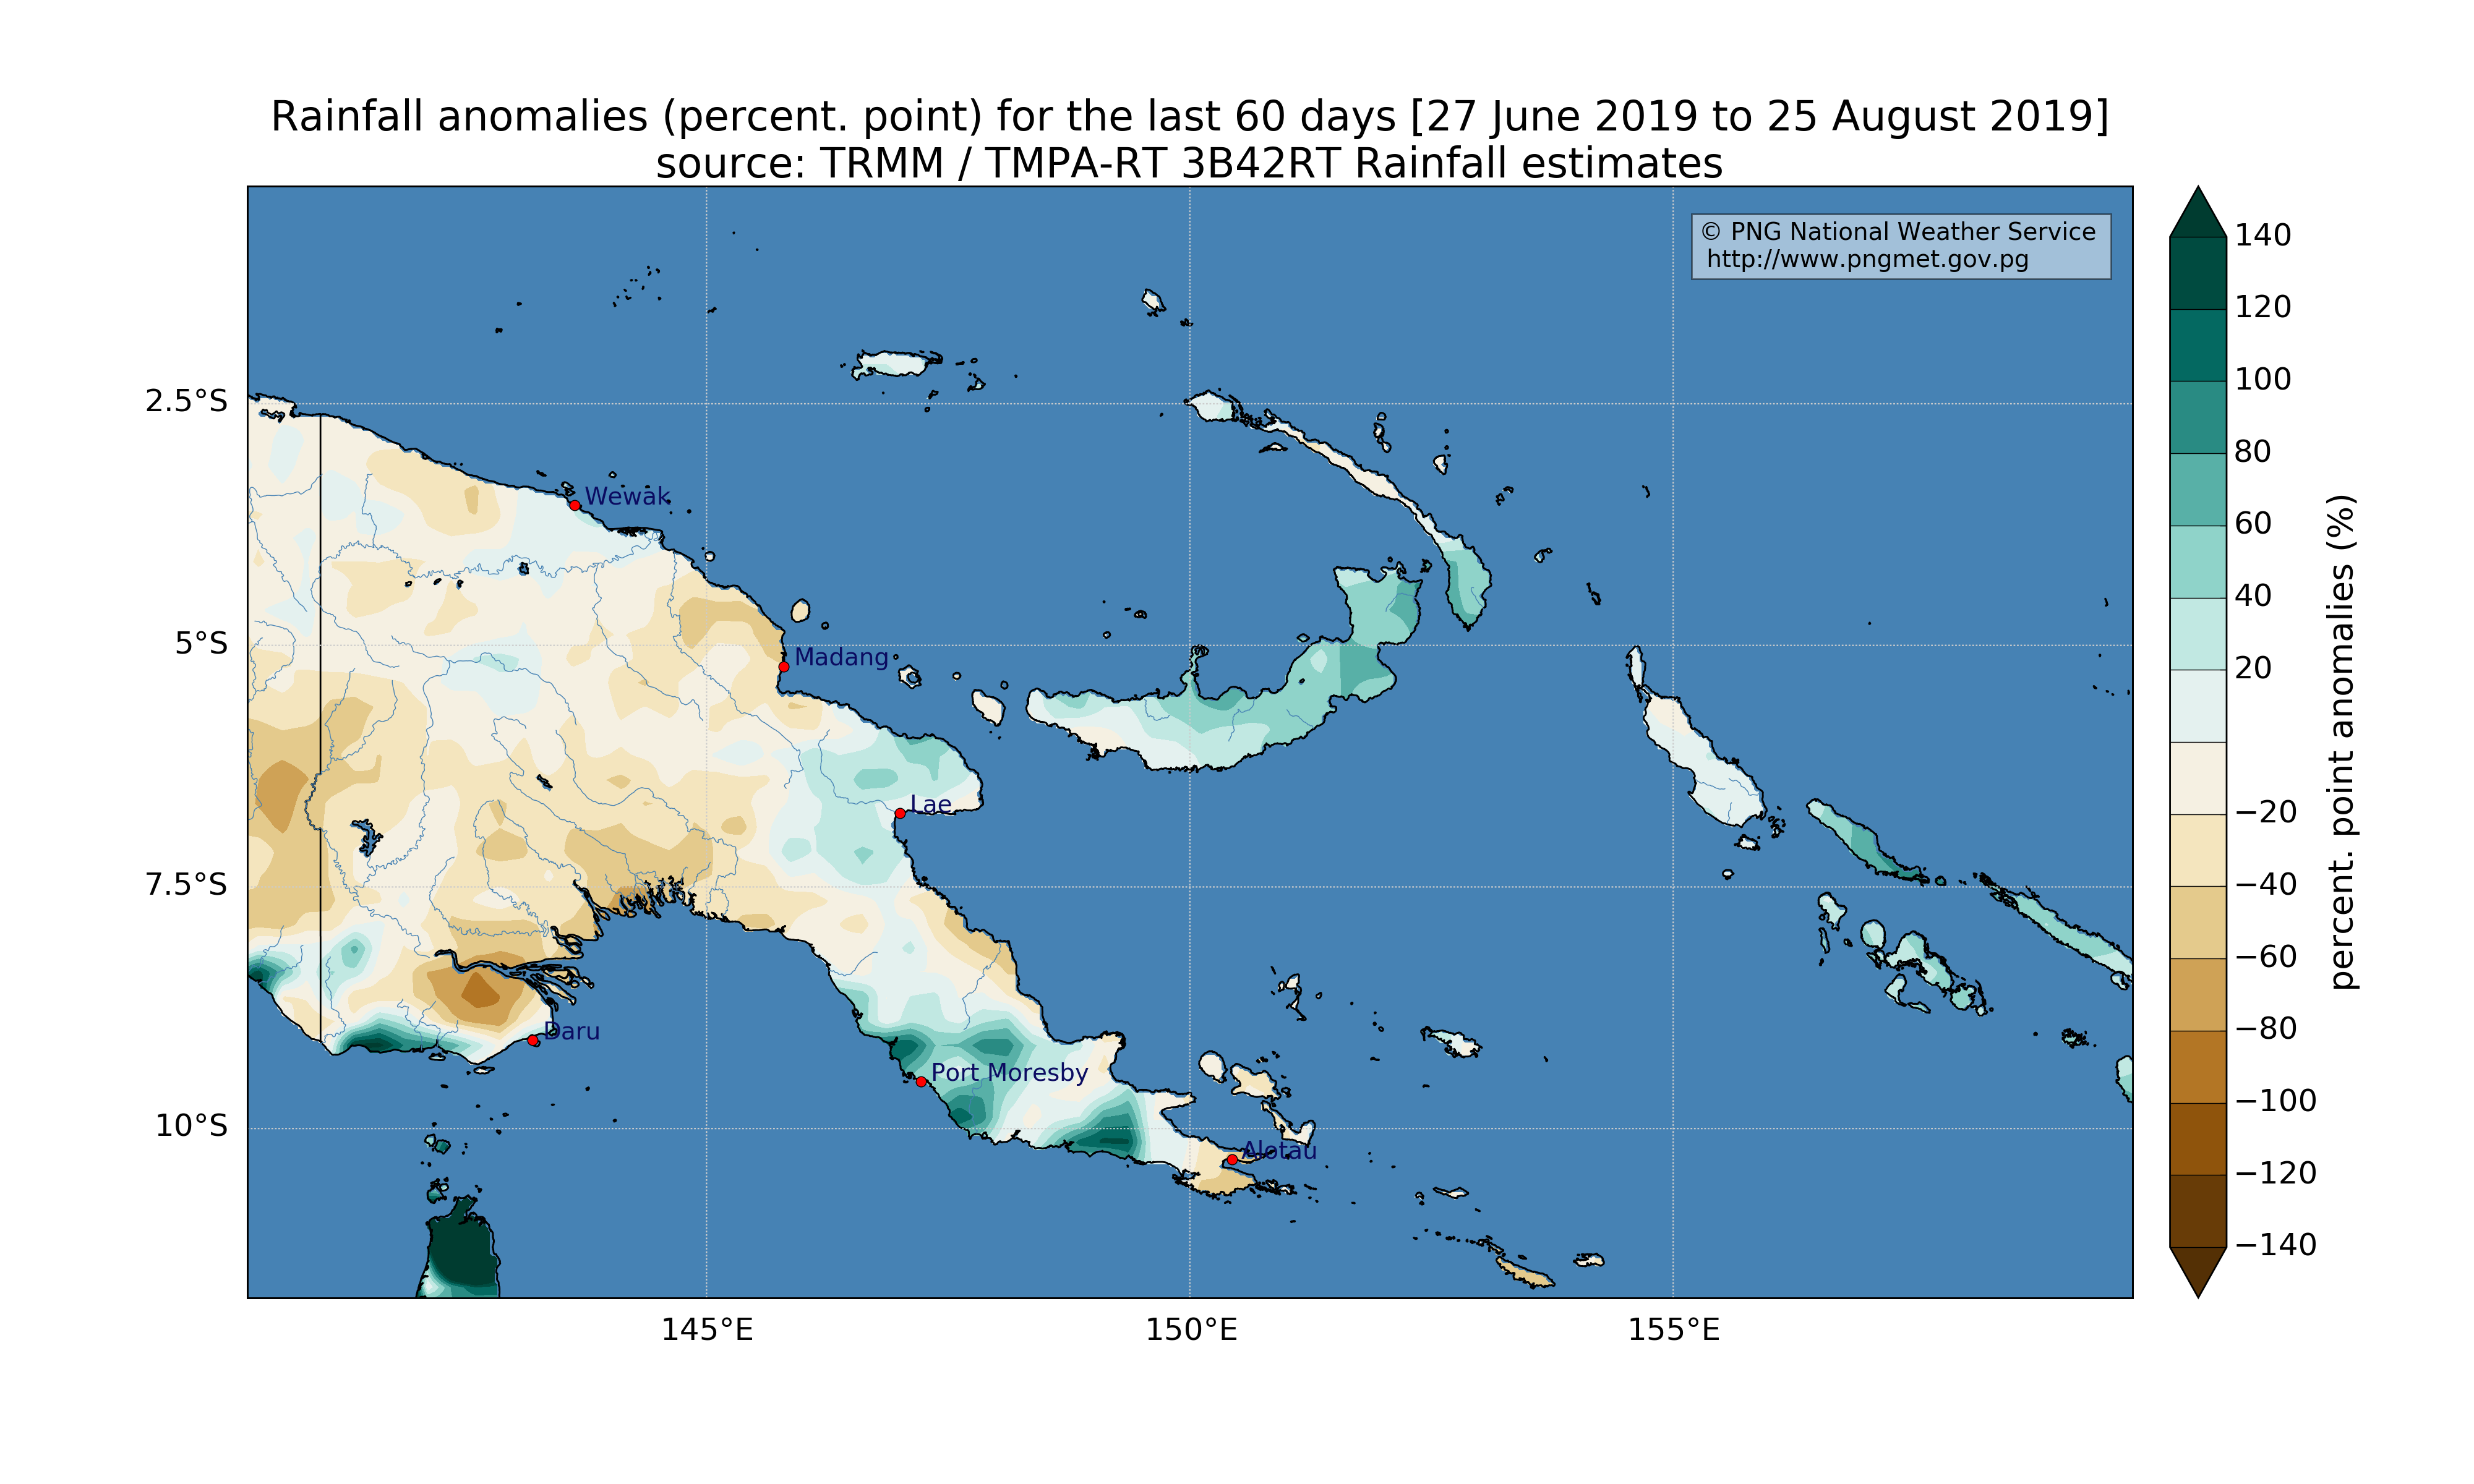 Rainfall anomalies (percent. point) for the last 60 days [27 June 2019 to 25 August 2019]
source: TRMM / TMPA-RT 3B42RT Rainfall estimates
© PNG National Weather Service
http://www.pngmet.gov.pg
2.5°S
5°S
7.5°S
10°S
Wewak
Madang
Lae
Daru
Port Moresby
Alotau
145°E
150°E
155°E
140
120
100
80
60
40
20
−20
−40
−60
−80
−100
−120
−140
percent. point anomalies (%)